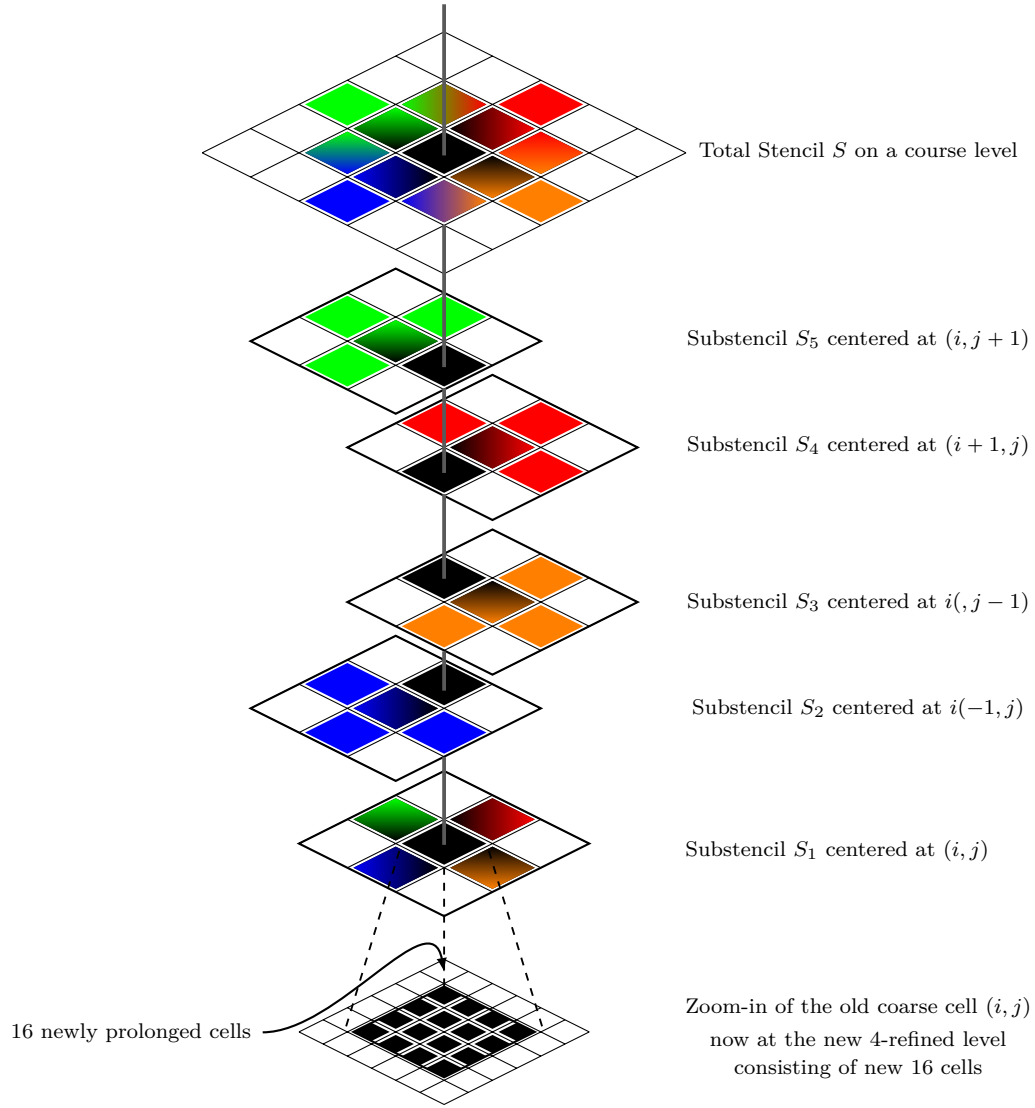 Total Stencil S on a course level
Substencil S₅ centered at (i, j + 1)
Substencil S₄ centered at (i + 1, j)
Substencil S₃ centered at i(, j − 1)
Substencil S₂ centered at i(−1, j)
Substencil S₁ centered at (i, j)
16 newly prolonged cells
Zoom-in of the old coarse cell (i, j)
now at the new 4-refined level
consisting of new 16 cells